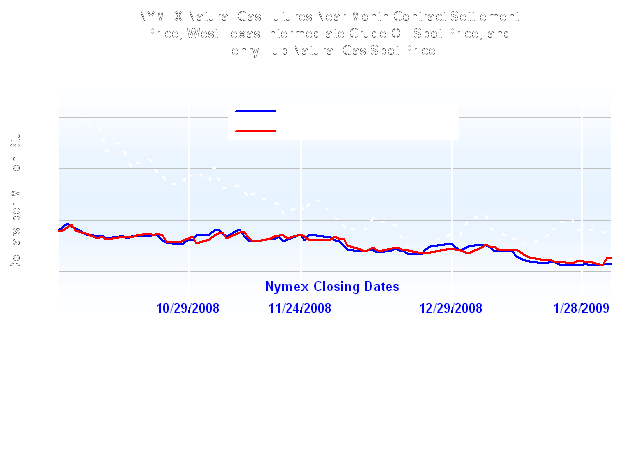 NYMEX Natural Gas Futures Near Month Contract Settlement
Price, West Texas Intermediate Crude Oil Spot Price, and
Henry Hub Natural Gas Spot Price
Nymex Closing Dates
10/29/2008 11/24/2008 12/29/2008 1/28/2009